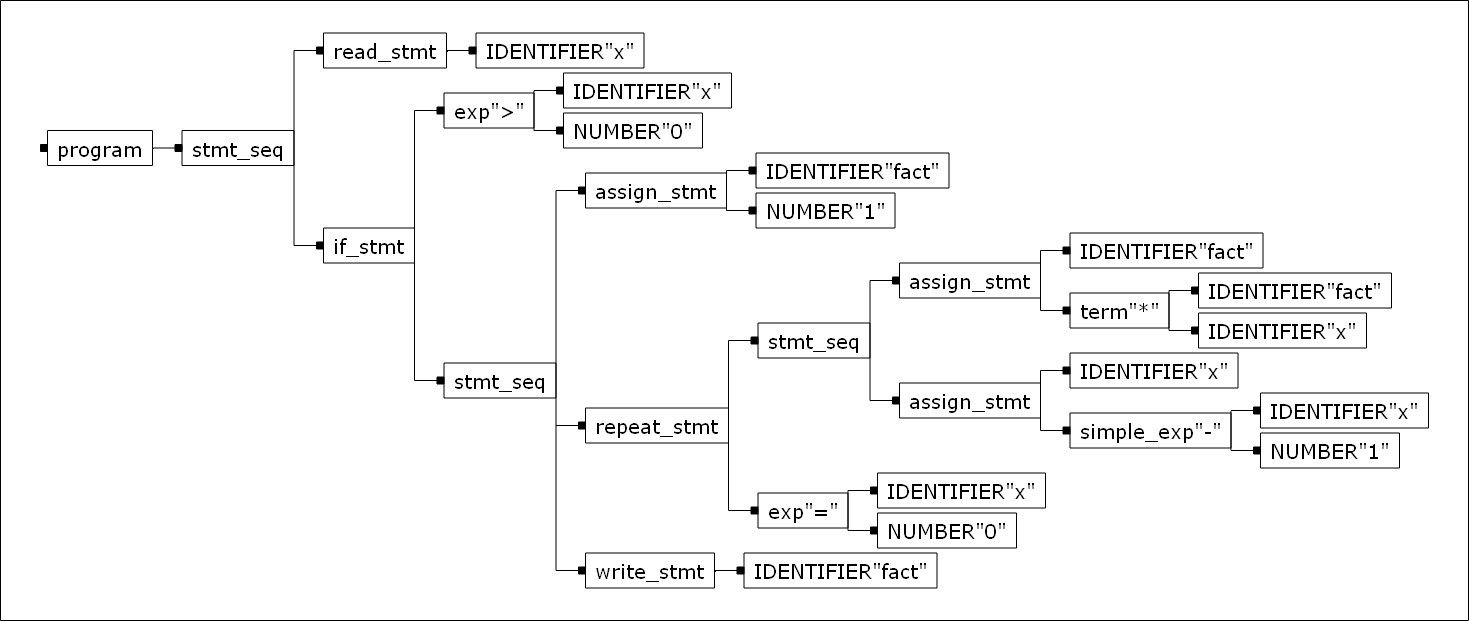 read_stmt IDENTIFIER"x"
exp">" IDENTIFIER"x"
NUMBER"0"
program stmt_seq
assign_stmt IDENTIFIER"fact"
NUMBER"1"
if_stmt
assign_stmt IDENTIFIER"fact"
term"*" IDENTIFIER"fact"
IDENTIFIER"x"
stmt_seq
assign_stmt IDENTIFIER"x"
simple_exp"-" IDENTIFIER"x"
NUMBER"1"
stmt_seq
repeat_stmt
exp"=" IDENTIFIER"x"
NUMBER"0"
write_stmt IDENTIFIER"fact"